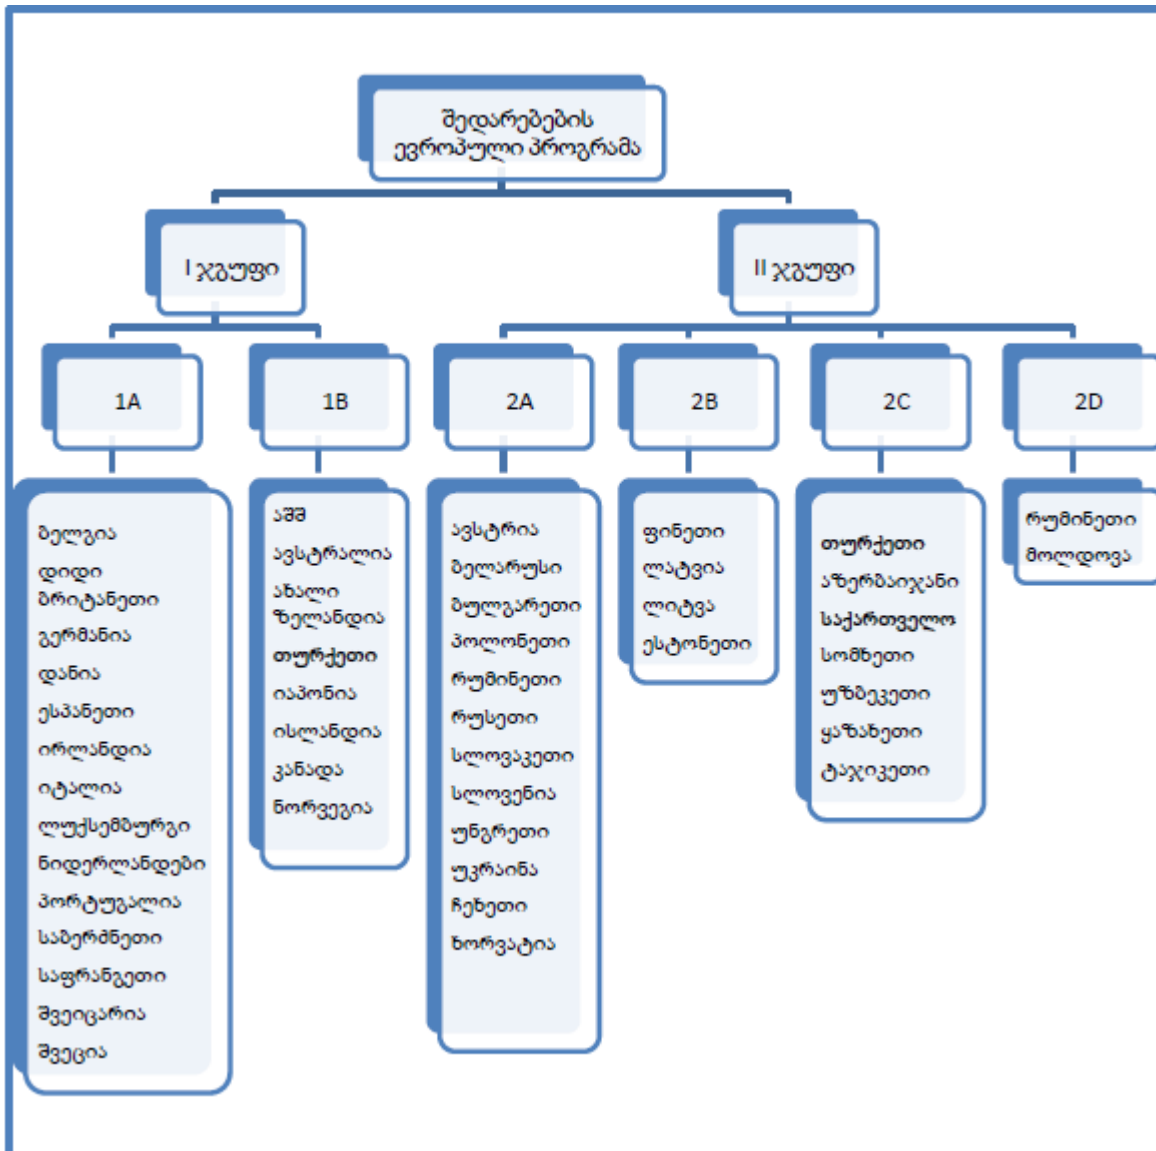 შედარებების
ევროპული პროგრამა
I ჯგუფი
II ჯგუფი
1A
1B
2A
2B
2C
2D
ბელგია
დიდი
ბრიტანეთი
გერმანია
დანია
ესპანეთი
ირლანდია
იტალია
ლუქსემბურგი
ნიდერლანდები
პორტუგალია
საბერძნეთი
საფრანგეთი
შვეიცარია
შვეცია
აშშ
ავსტრალია
ახალი
ზელანდია
თურქეთი
იაპონია
ისლანდია
კანადა
ნორვეგია
ავსტრია
ბელარუსი
ბულგარეთი
პოლონეთი
რუმინეთი
რუსეთი
სლოვაკეთი
სლოვენია
უნგრეთი
უკრაინა
ჩეხეთი
ხორვატია
ფინეთი
ლატვია
ლიტვა
ესტონეთი
თურქეთი
აზერბაიჯანი
საქართველო
სომხეთი
უზბეკეთი
ყაზახეთი
ტაჯიკეთი
რუმინეთი
მოლდოვა